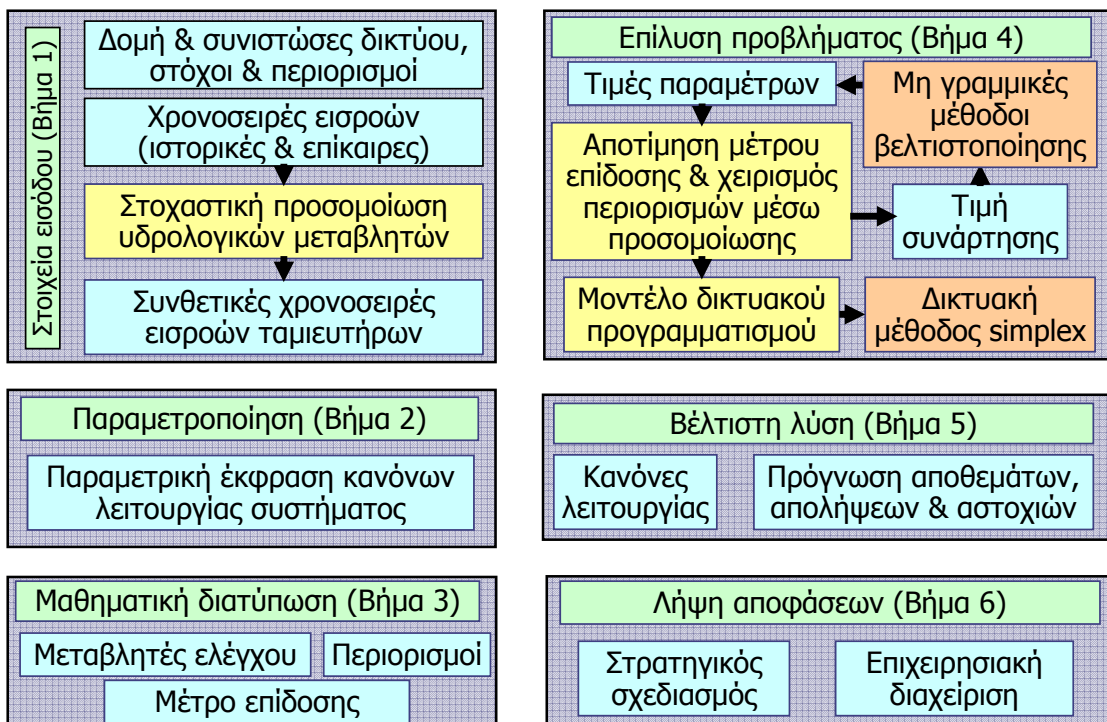 Στοιχεία εισόδου (Βήμα 1)
Δομή & συνιστώσες δικτύου,
στόχοι & περιορισμοί
Χρονοσειρές εισροών
(ιστορικές & επίκαιρες)
Στοχαστική προσομοίωση
υδρολογικών μεταβλητών
Συνθετικές χρονοσειρές
εισροών ταμιευτήρων
Παραμετροποίηση (Βήμα 2)
Παραμετρική έκφραση κανόνων
λειτουργίας συστήματος
Μαθηματική διατύπωση (Βήμα 3)
Μεταβλητές ελέγχου
Περιορισμοί
Μέτρο επίδοσης
Επίλυση προβλήματος (Βήμα 4)
Τιμές παραμέτρων
Μη γραμμικές
μέθοδοι
βελτιστοποίησης
Αποτίμηση μέτρου
επίδοσης & χειρισμός
περιορισμών μέσω
προσομοίωσης
Τιμή
συνάρτησης
Μοντέλο δικτυακού
προγραμματισμού
Δικτυακή
μέθοδος simplex
Βέλτιστη λύση (Βήμα 5)
Κανόνες
λειτουργίας
Πρόγνωση αποθεμάτων,
απολήψεων & αστοχιών
Λήψη αποφάσεων (Βήμα 6)
Στρατηγικός
σχεδιασμός
Επιχειρησιακή
διαχείριση